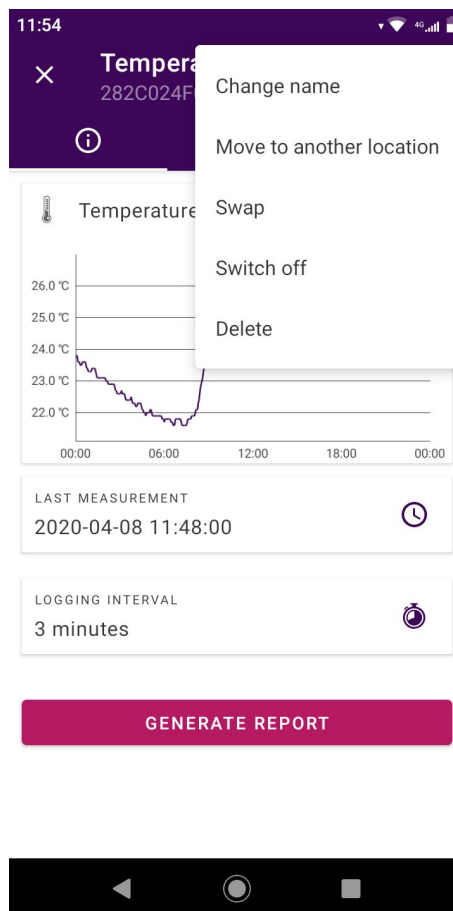 11:54
4G
Tempera
282C024F
Change name
Move to another location
Swap
Switch off
Delete
Temperature
26.0 °C
25.0 °C
24.0 °C
23.0 °C
22.0 °C
00:00 06:00 12:00 18:00 00:00
LAST MEASUREMENT
2020-04-08 11:48:00
LOGGING INTERVAL
3 minutes
GENERATE REPORT